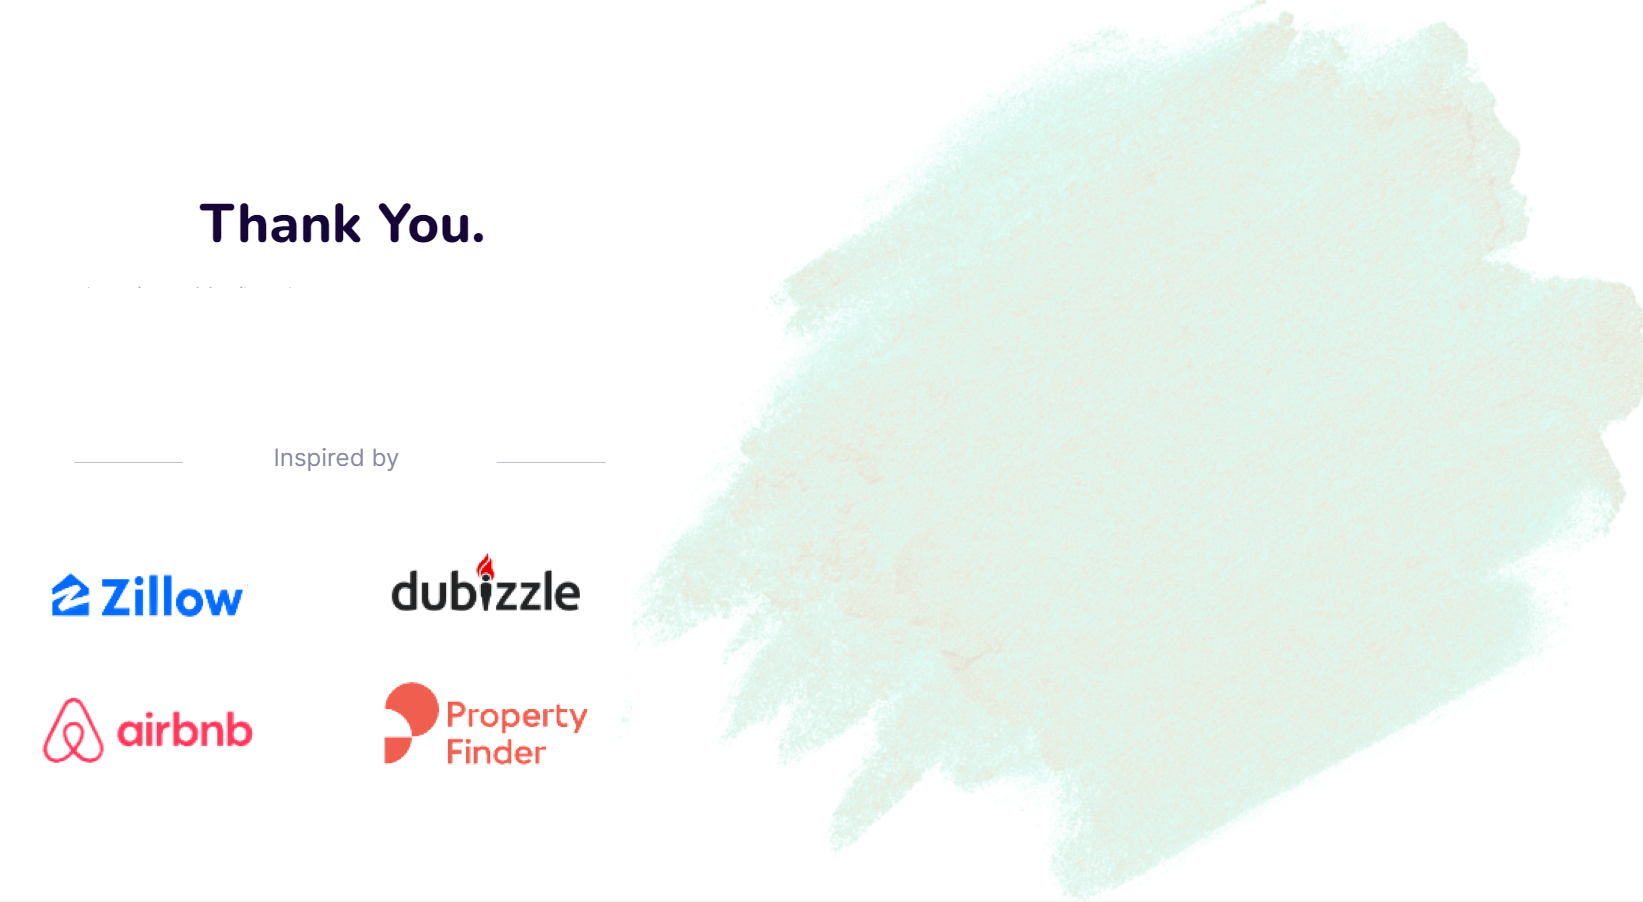 Thank You.
Inspired by
Zillow
dubizzle
airbnb
Property
Finder